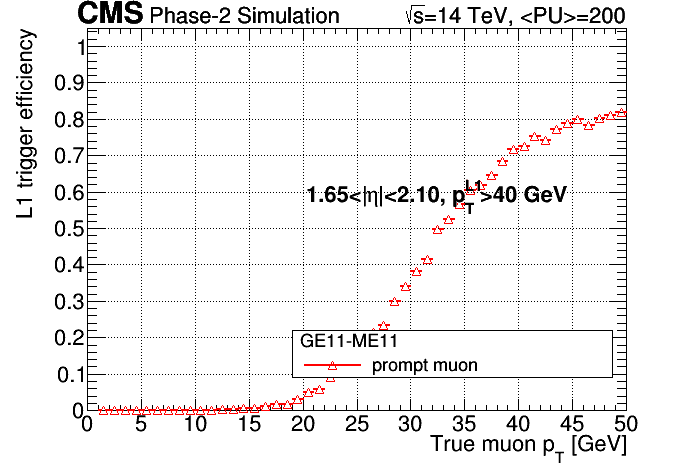 CMS Phase-2 Simulation √s=14 TeV, <PU>=200
L1 trigger efficiency
1
0.9
0.8
0.7
0.6
0.5
0.4
0.3
0.2
0.1
0
1.65<|η|<2.10, p_T^L1>40 GeV
GE11-ME11
prompt muon
0 5 10 15 20 25 30 35 40 45 50
True muon p_T [GeV]